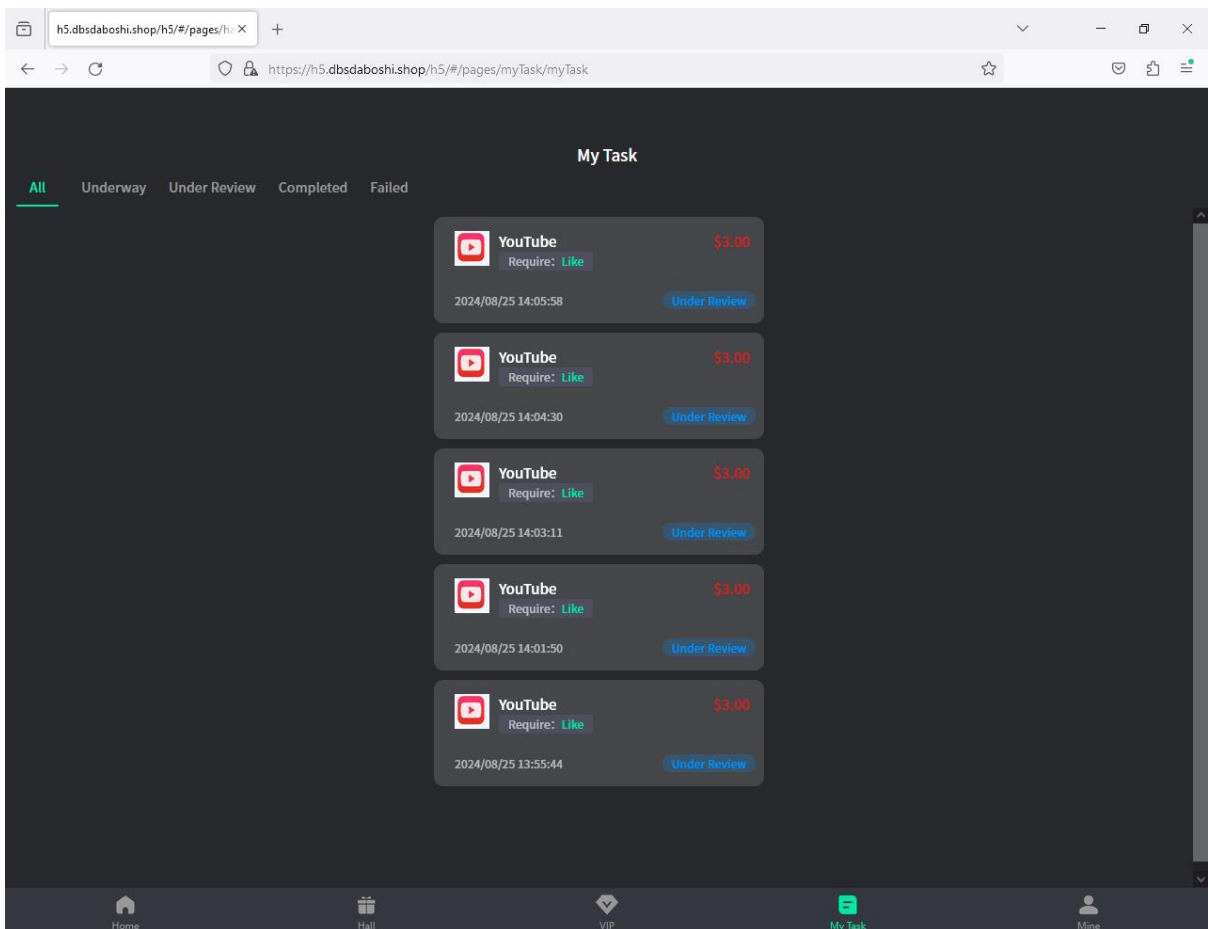 h5.dbsdaboshi.shop/h5/#/pages/ha
https://h5.dbsdaboshi.shop/h5/#/pages/myTask/myTask
My Task
All Underway Under Review Completed Failed
YouTube $3.00
Require: Like
2024/08/25 14:05:58 Under Review
YouTube $3.00
Require: Like
2024/08/25 14:04:30 Under Review
YouTube $3.00
Require: Like
2024/08/25 14:03:11 Under Review
YouTube $3.00
Require: Like
2024/08/25 14:01:50 Under Review
YouTube $3.00
Require: Like
2024/08/25 13:55:44 Under Review
Home Hall VIP My Task Mine